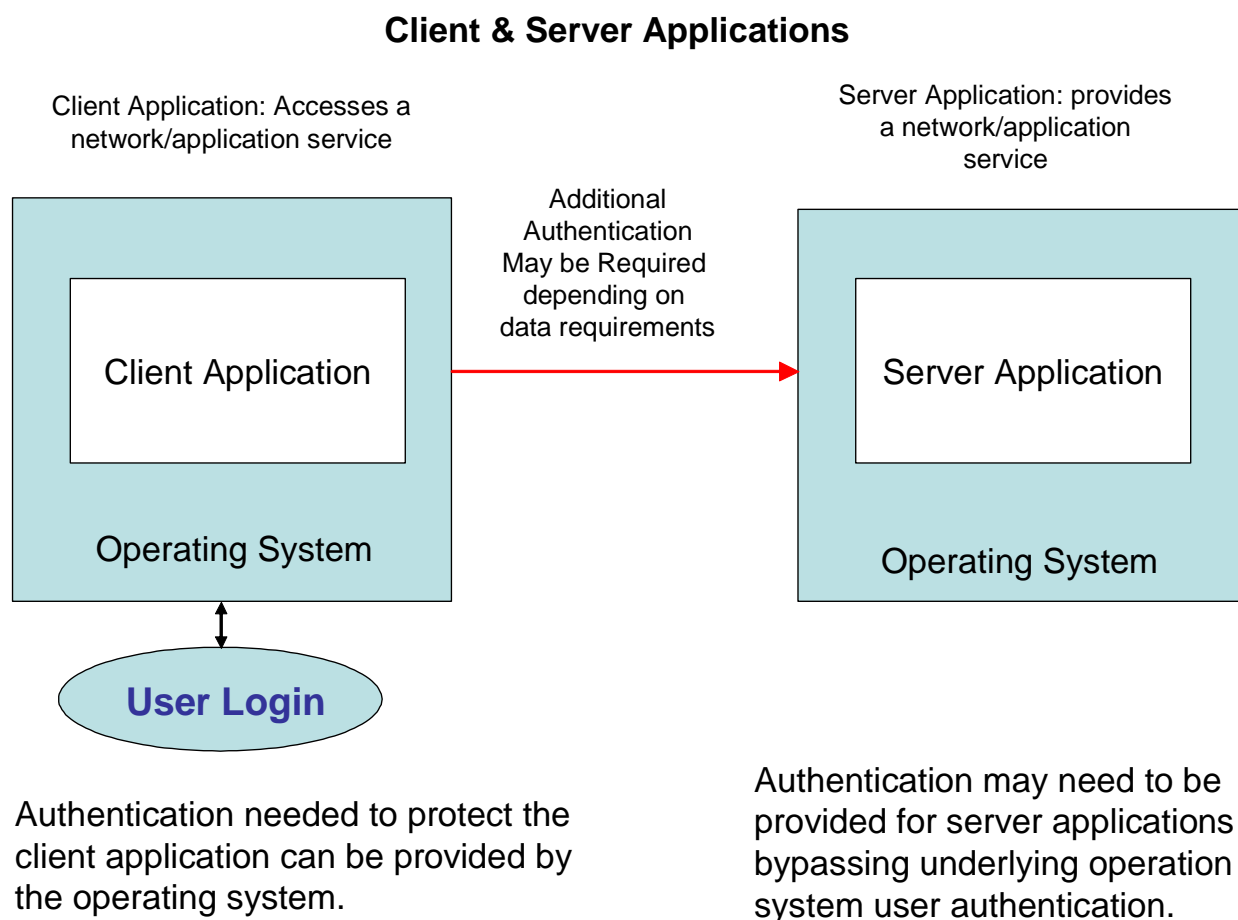 Client & Server Applications
Client Application: Accesses a
network/application service
Server Application: provides
a network/application
service
Additional
Authentication
May be Required
depending on
data requirements
Client Application
Server Application
Operating System
Operating System
User Login
Authentication needed to protect the
client application can be provided by
the operating system.
Authentication may need to be
provided for server applications
bypassing underlying operation
system user authentication.